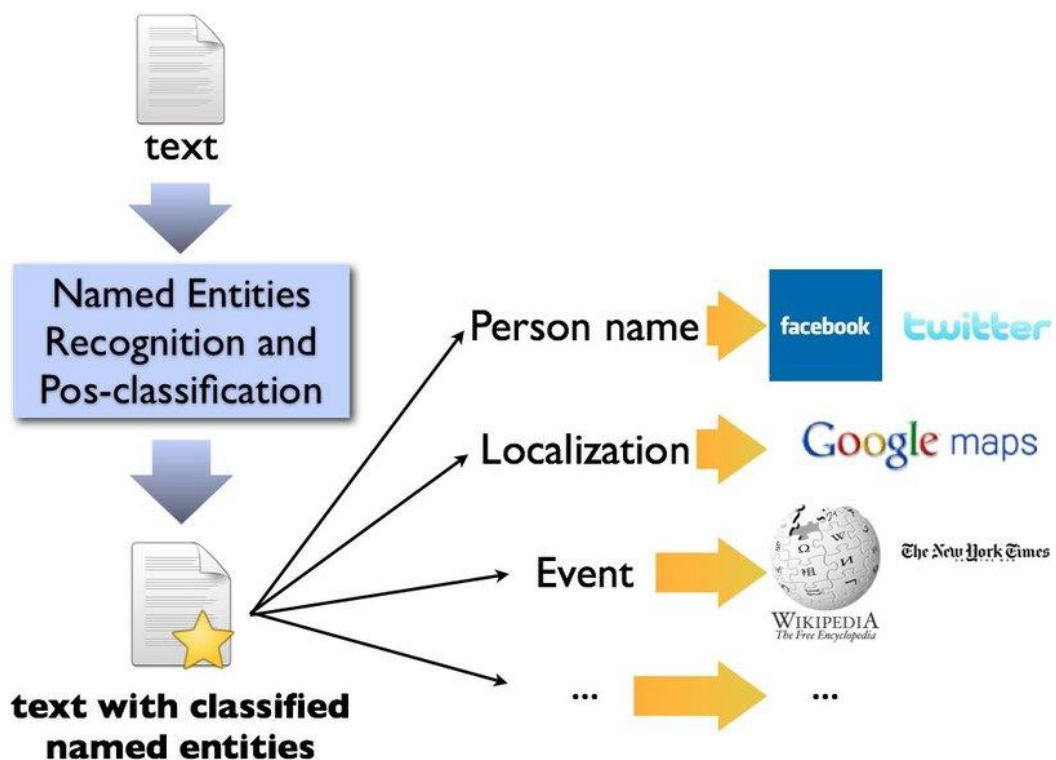 text
Named Entities
Recognition and
Pos-classification
text with classified
named entities
Person name
facebook
twitter
Localization
Google maps
Event
WIKIPEDIA
The Free Encyclopedia
The New York Times
...
...